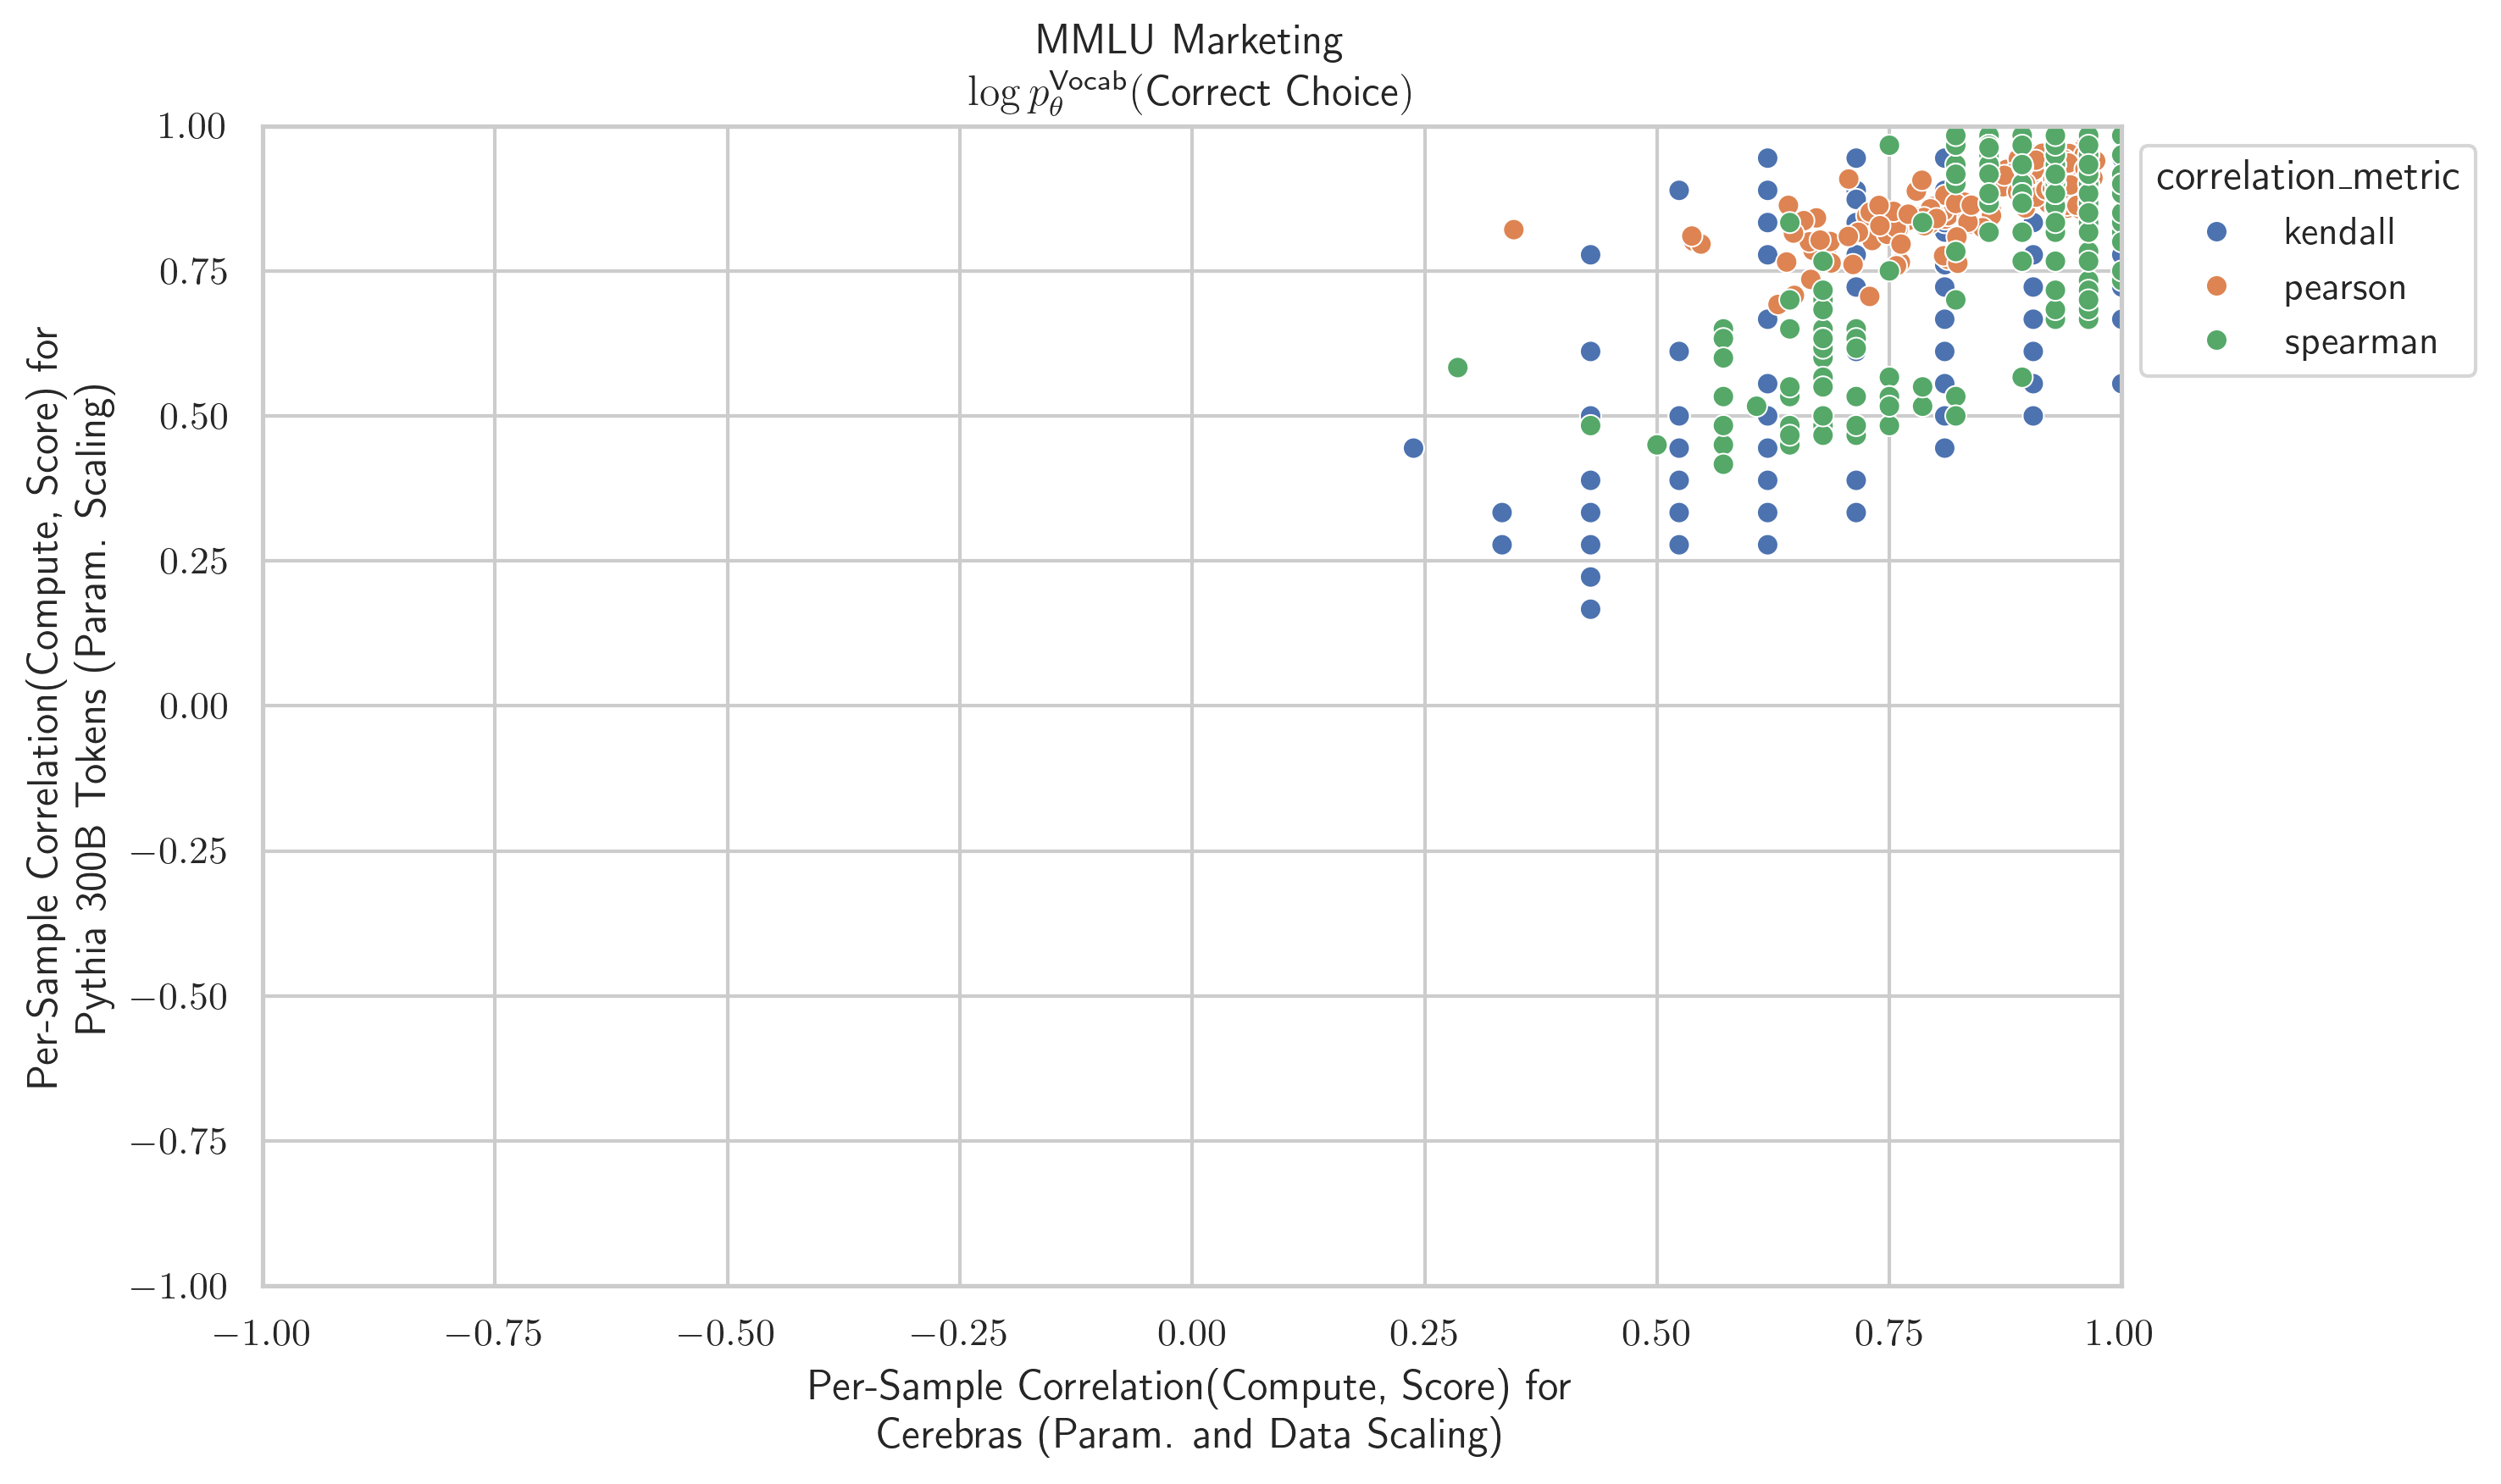 MMLU Marketing
log p_θ^Vocab(Correct Choice)
Per-Sample Correlation(Compute, Score) for
Pythia 300B Tokens (Param. Scaling)
1.00
0.75
0.50
0.25
0.00
−0.25
−0.50
−0.75
−1.00
−1.00 −0.75 −0.50 −0.25 0.00 0.25 0.50 0.75 1.00
Per-Sample Correlation(Compute, Score) for
Cerebras (Param. and Data Scaling)
correlation_metric
kendall
pearson
spearman